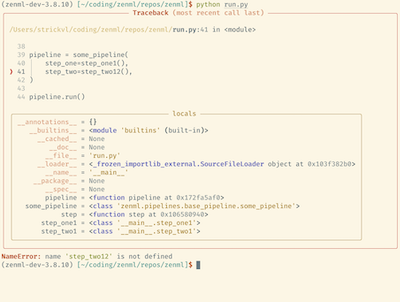 (zenml-dev-3.8.10) [~/coding/zenml/repos/zenml]$ python run.py
Traceback (most recent call last)
/Users/strickvl/coding/zenml/repos/zenml/run.py:41 in <module>
38
39 pipeline = some_pipeline(
40 step_one=step_one1(),
❱ 41 step_two=step_two12(),
42 )
43
44 pipeline.run()
locals
__annotations__ = {}
__builtins__ = <module 'builtins' (built-in)>
__cached__ = None
__doc__ = None
__file__ = 'run.py'
__loader__ = <_frozen_importlib_external.SourceFileLoader object at 0x103f382b0>
__name__ = '__main__'
__package__ = None
__spec__ = None
pipeline = <function pipeline at 0x172fa5af0>
some_pipeline = <class 'zenml.pipelines.base_pipeline.some_pipeline'>
step = <function step at 0x106580940>
step_one1 = <class '__main__.step_one1'>
step_two1 = <class '__main__.step_two1'>
NameError: name 'step_two12' is not defined
(zenml-dev-3.8.10) [~/coding/zenml/repos/zenml]$